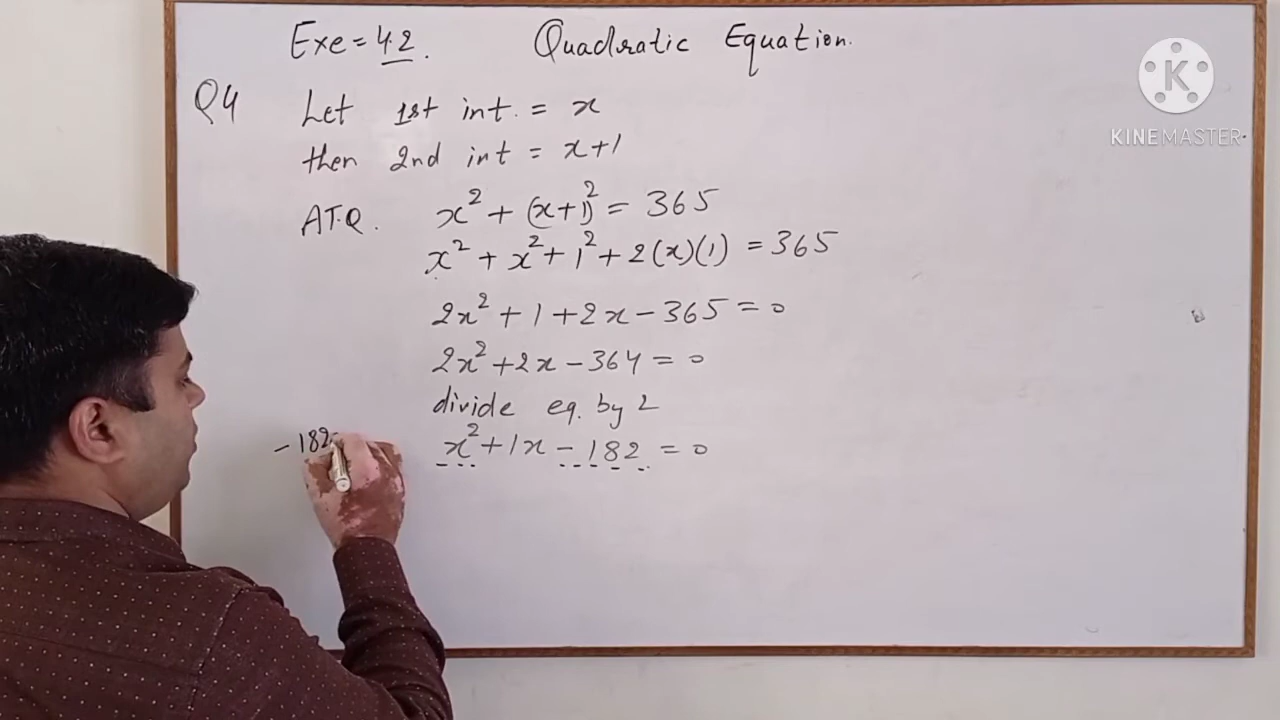 Exe = 4.2. Quadratic Equation.
KINEMASTER
Q4 Let 1st int. = x
then 2nd int = x+1
A.T.Q. x² + (x+1)² = 365
x² + x² + 1² + 2(x)(1) = 365
2x² + 1 + 2x - 365 = 0
2x² + 2x - 364 = 0
divide eq. by 2
x² + 1x - 182 = 0
- 182